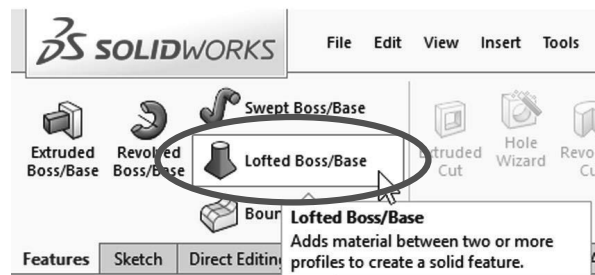 SOLIDWORKS File Edit View Insert Tools
Swept Boss/Base
Extruded Boss/Base
Revolved Boss/Base
Lofted Boss/Base
Extruded Cut
Hole Wizard
Lofted Boss/Base
Adds material between two or more
profiles to create a solid feature.
Features Sketch Direct